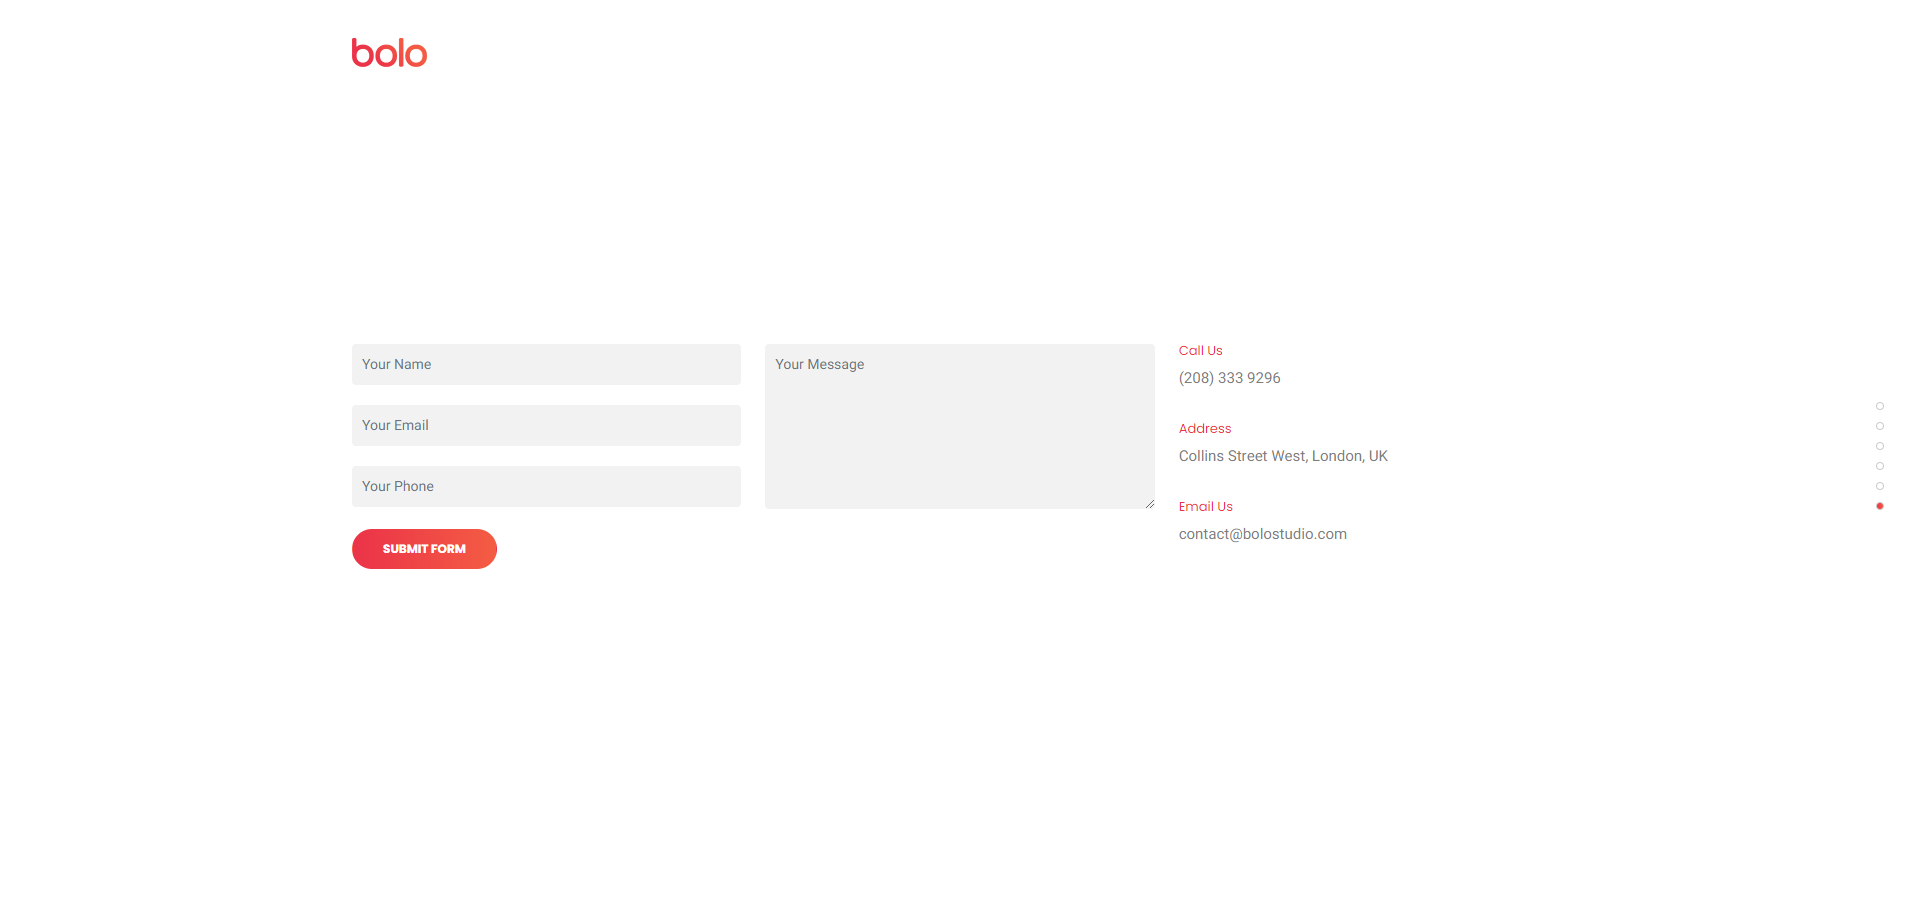 bolo
Your Name
Your Email
Your Phone
SUBMIT FORM
Your Message
Call Us
(208) 333 9296
Address
Collins Street West, London, UK
Email Us
contact@bolostudio.com